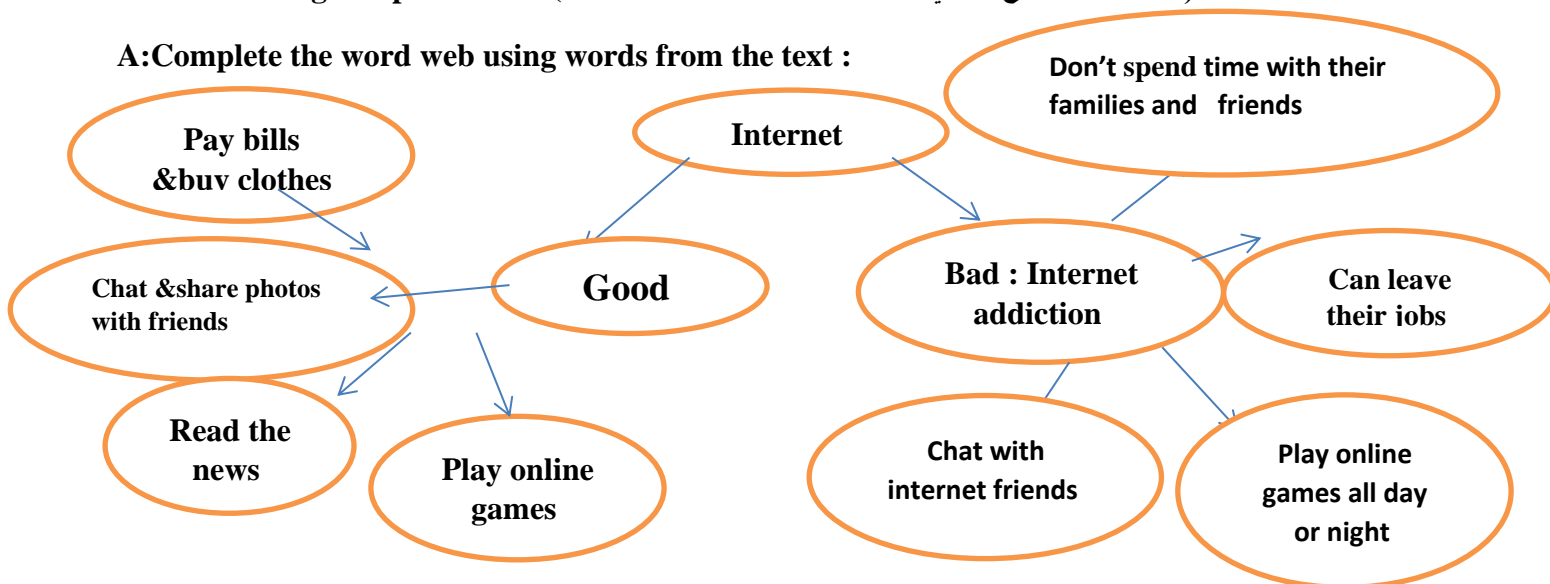 A:Complete the word web using words from the text :
Don't spend time with their
families and friends
Pay bills
&buy clothes
Internet
Chat &share photos
with friends
Good
Bad : Internet
addiction
Can leave
their jobs
Read the
news
Play online
games
Chat with
internet friends
Play online
games all day
or night